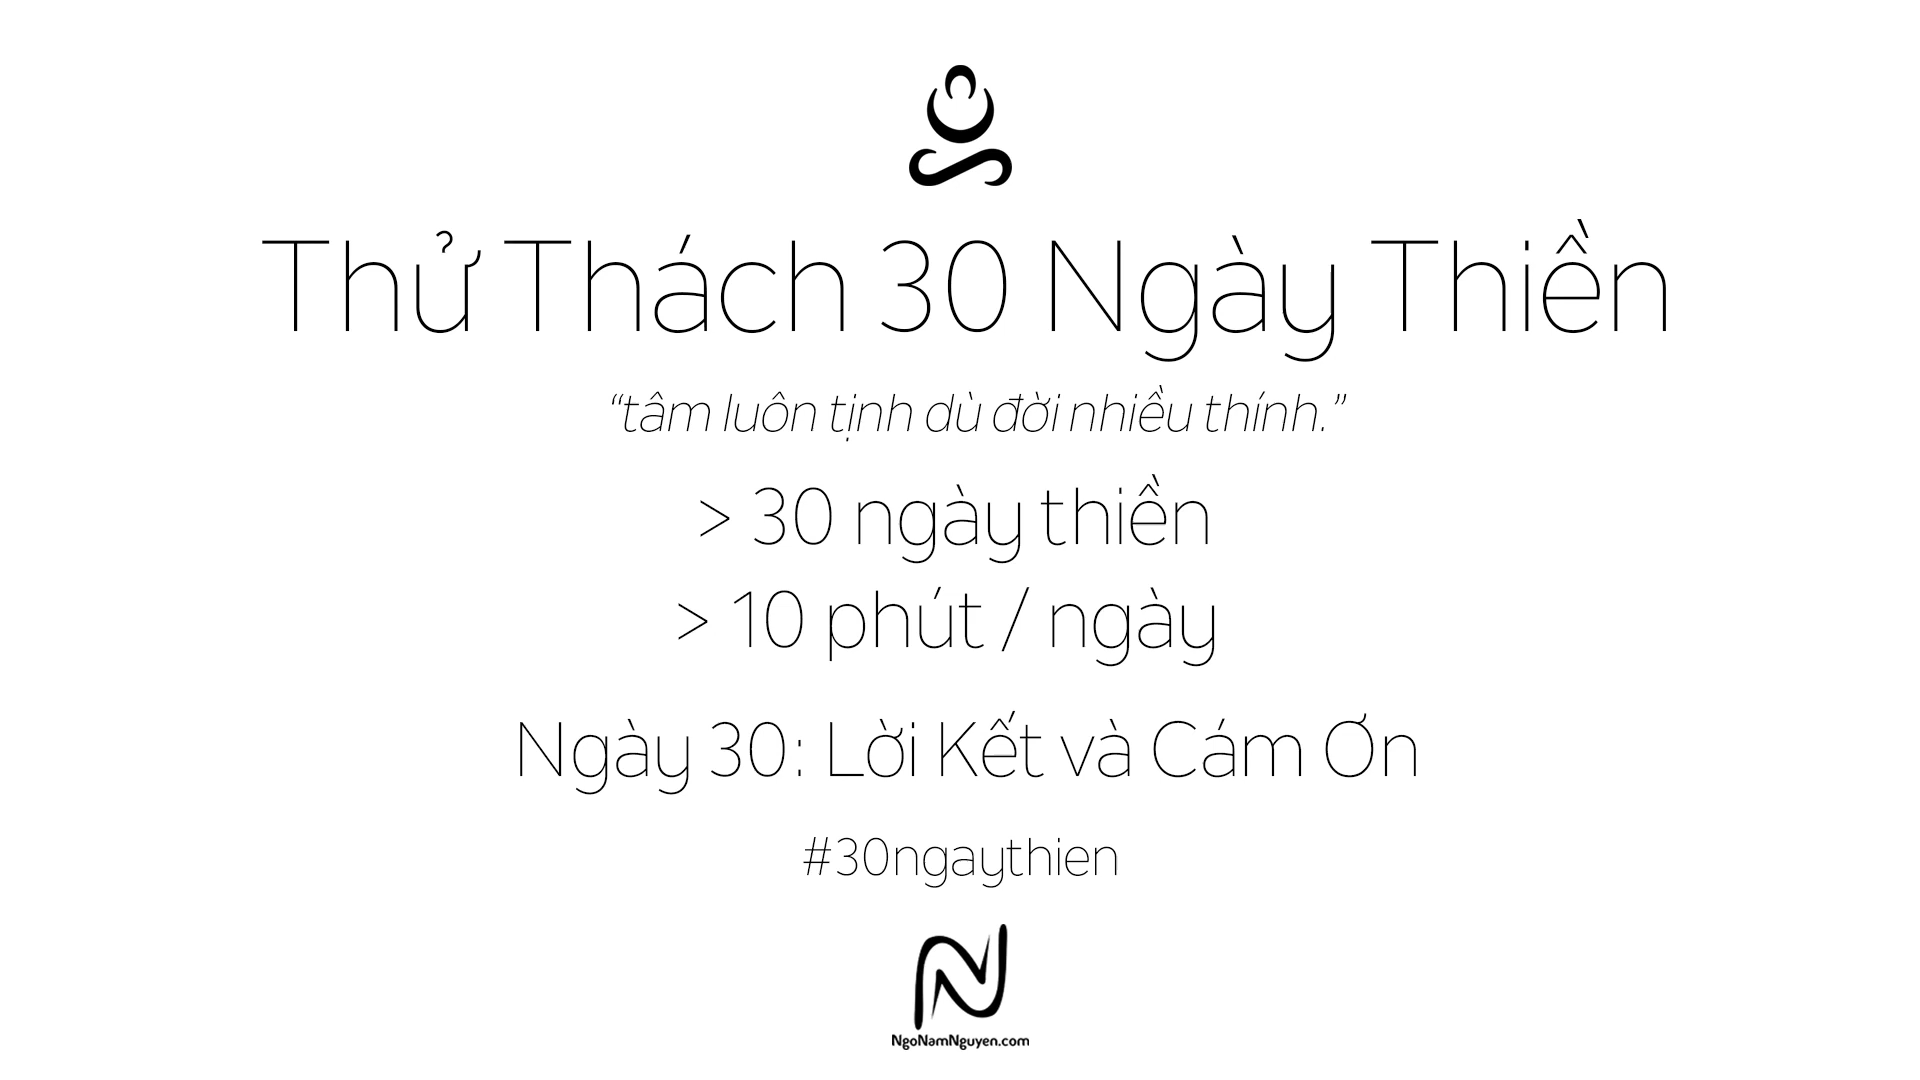 Thử Thách 30 Ngày Thiền
“tâm luôn tịnh dù đời nhiều thính.”
> 30 ngày thiền
> 10 phút / ngày
Ngày 30: Lời Kết và Cám Ơn
#30ngaythien
NgoNamNguyen.com